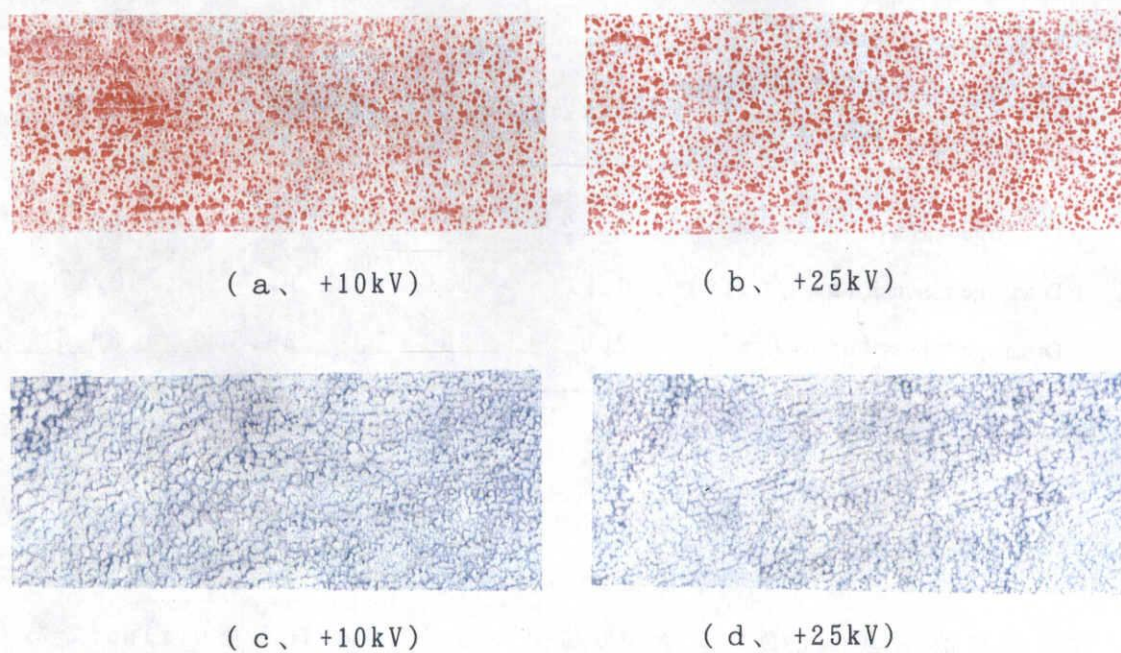 (a、 +10kV)
(b、 +25kV)
(c、 +10kV)
(d、 +25kV)